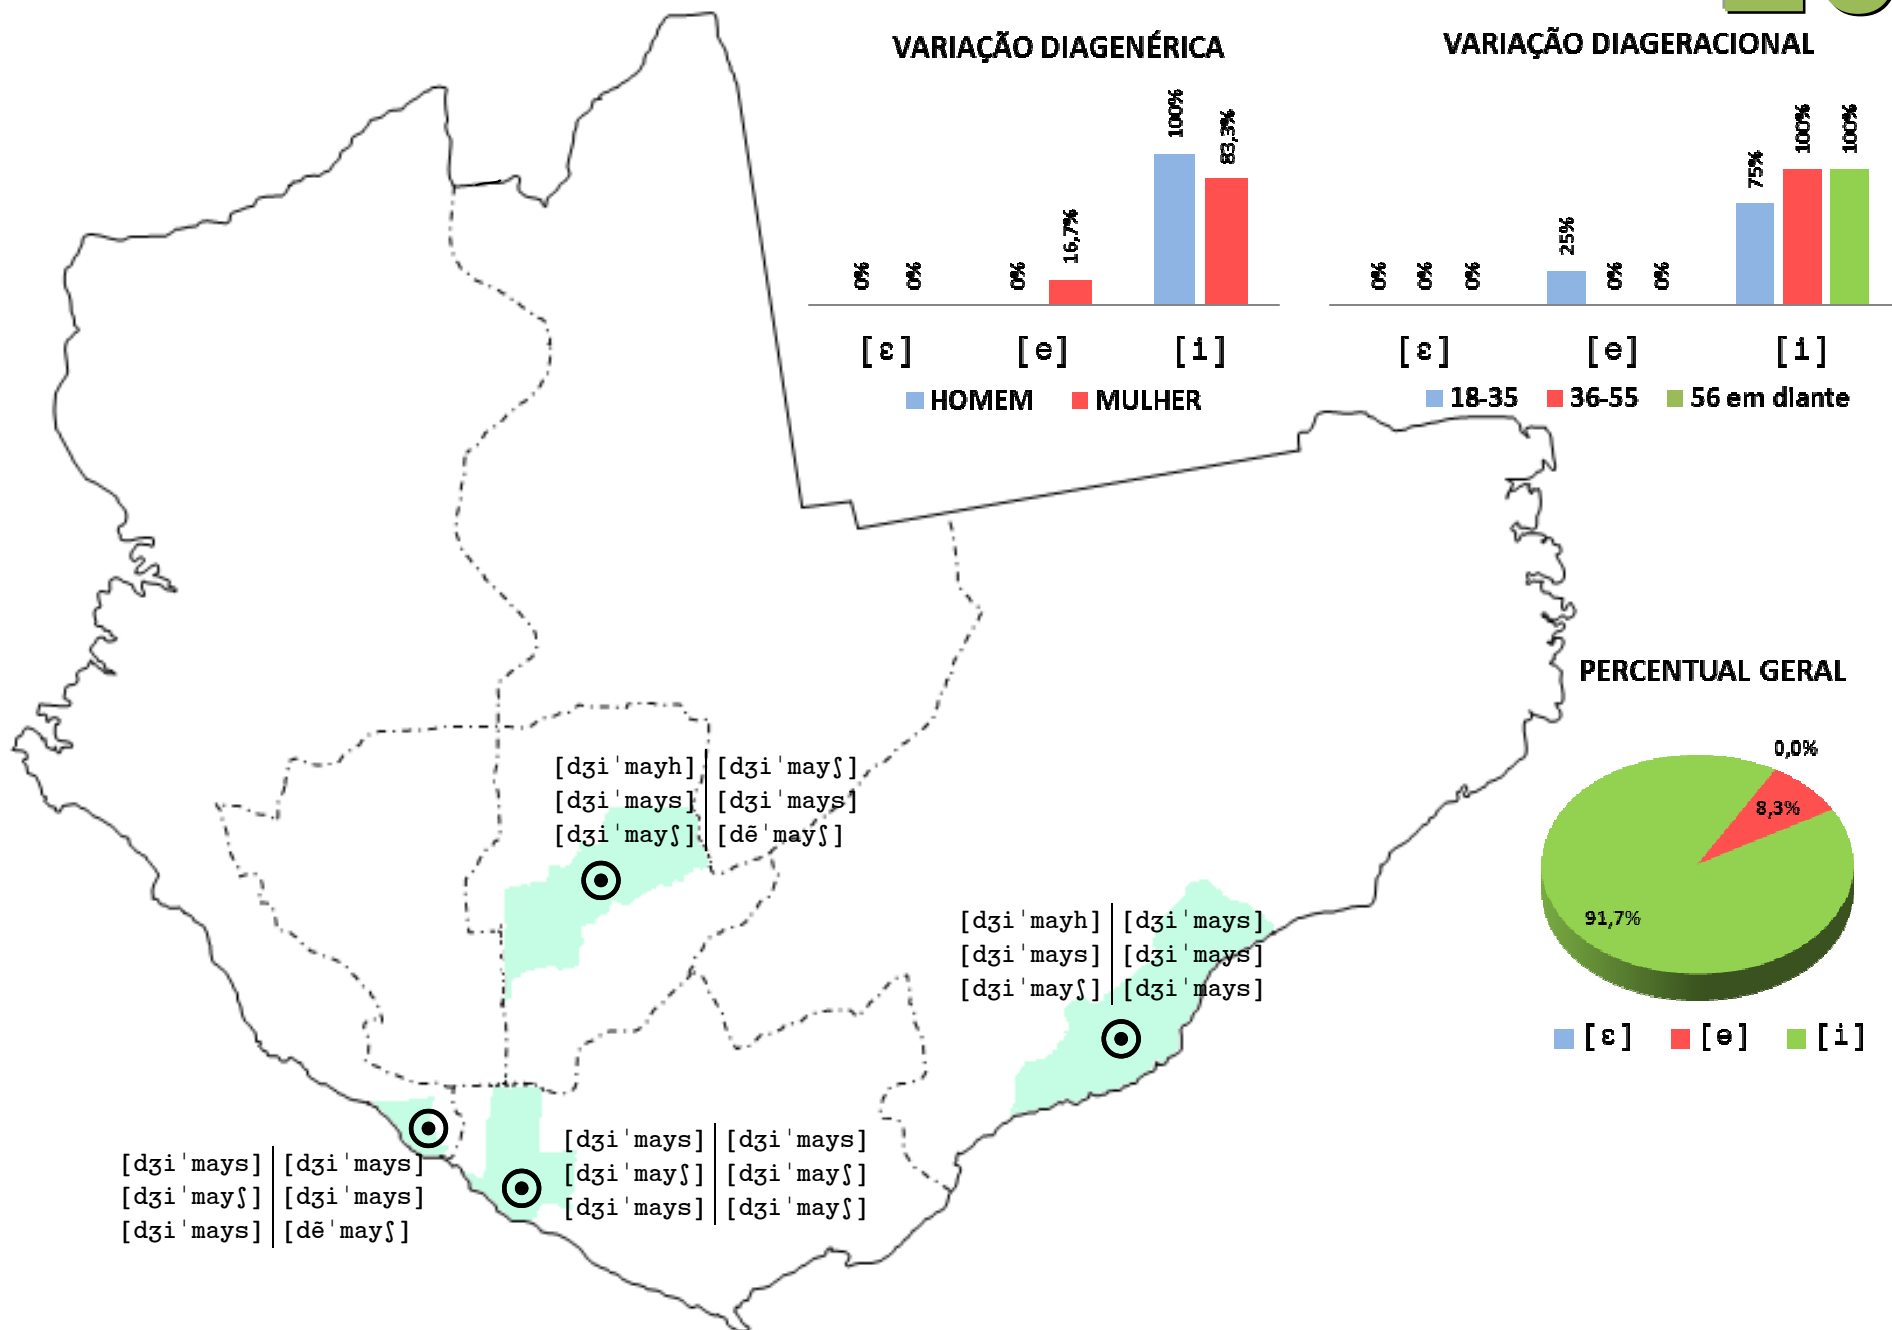 VARIAÇÃO DIAGENÉRICA
0% 0% 0% 16,7% 100% 83,3%
[ɛ] [e] [i]
HOMEM MULHER
VARIAÇÃO DIAGERACIONAL
0% 0% 0% 25% 0% 0% 75% 100% 100%
[ɛ] [e] [i]
18-35 36-55 56 em diante
PERCENTUAL GERAL
0,0%
8,3%
91,7%
[ɛ] [e] [i]
[dʒiˈmayh] [dʒiˈmayʃ]
[dʒiˈmays] [dʒiˈmays]
[dʒiˈmayʃ] [dẽˈmayʃ]
[dʒiˈmayh] [dʒiˈmays]
[dʒiˈmays] [dʒiˈmays]
[dʒiˈmayʃ] [dʒiˈmays]
[dʒiˈmays] [dʒiˈmays]
[dʒiˈmayʃ] [dʒiˈmayʃ]
[dʒiˈmays] [dʒiˈmayʃ]
[dʒiˈmays] [dʒiˈmays]
[dʒiˈmayʃ] [dʒiˈmays]
[dʒiˈmays] [dẽˈmayʃ]